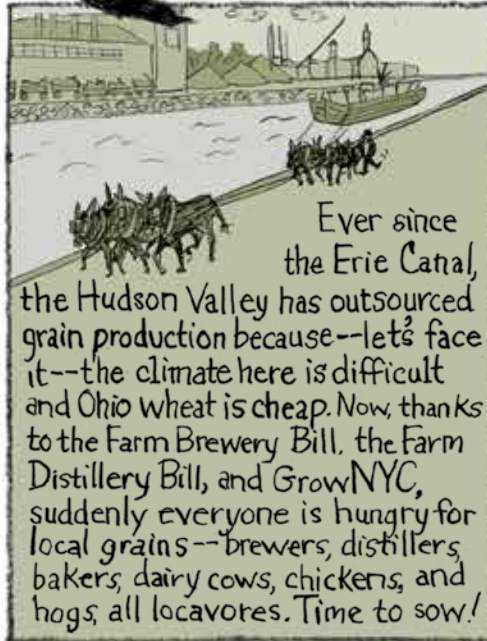 Ever since
the Erie Canal,
the Hudson Valley has outsourced
grain production because--let's face
it--the climate here is difficult
and Ohio wheat is cheap. Now, thanks
to the Farm Brewery Bill, the Farm
Distillery Bill, and GrowNYC,
suddenly everyone is hungry for
local grains--brewers, distillers,
bakers, dairy cows, chickens, and
hogs, all locavores. Time to sow!